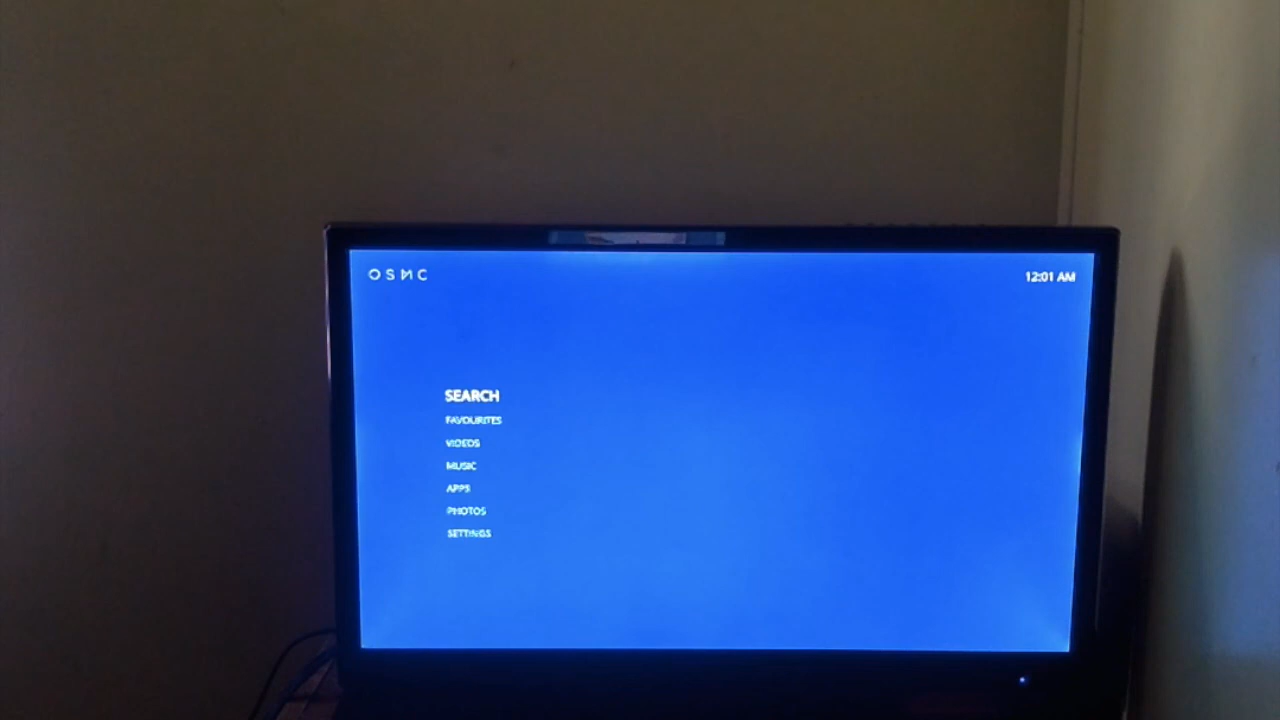 OSMC
12:01 AM
SEARCH
FAVOURITES
VIDEOS
MUSIC
APPS
PHOTOS
SETTINGS